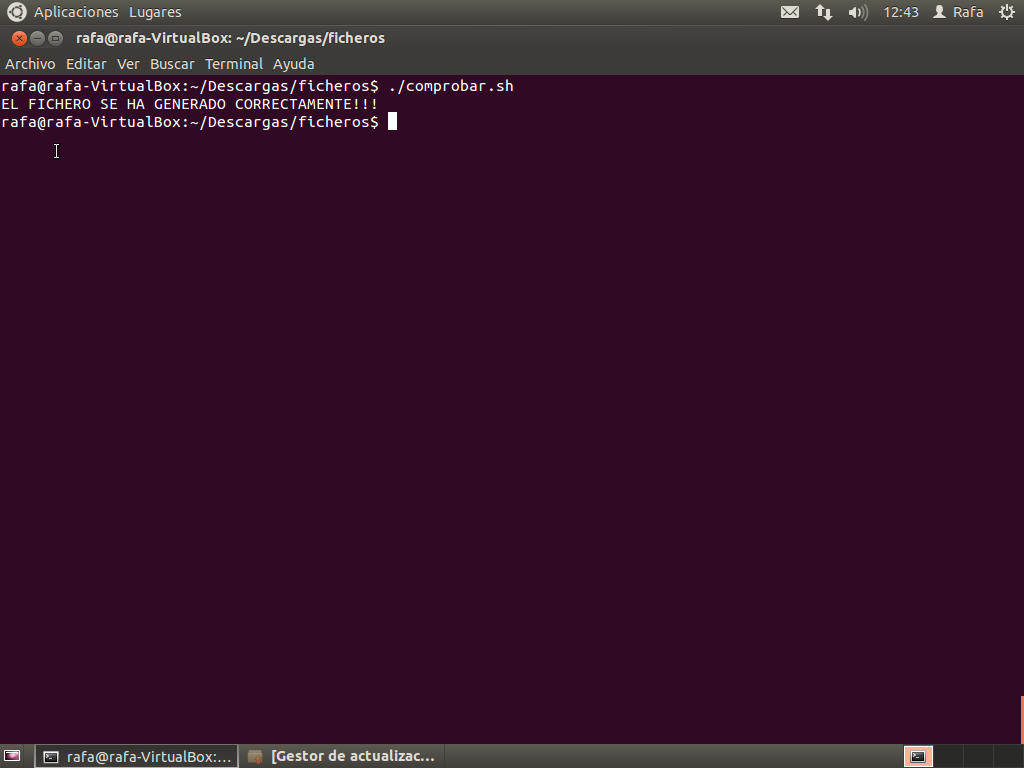 Aplicaciones Lugares 12:43 Rafa
rafa@rafa-VirtualBox: ~/Descargas/ficheros
Archivo Editar Ver Buscar Terminal Ayuda
rafa@rafa-VirtualBox:~/Descargas/ficheros$ ./comprobar.sh
EL FICHERO SE HA GENERADO CORRECTAMENTE!!!
rafa@rafa-VirtualBox:~/Descargas/ficheros$
rafa@rafa-VirtualBox:... [Gestor de actualizac...